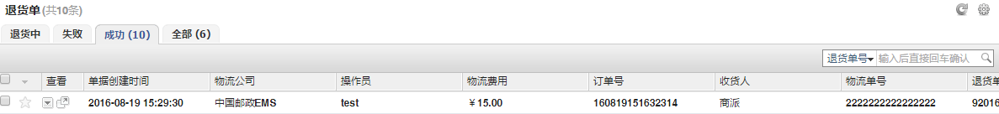 退货单(共10条)
退货中 失败 成功 (10) 全部 (6)
退货单号 输入后直接回车确认
查看 单据创建时间 物流公司 操作员 物流费用 订单号 收货人 物流单号 退货单
2016-08-19 15:29:30 中国邮政EMS test ￥15.00 160819151632314 商派 2222222222222222 92016